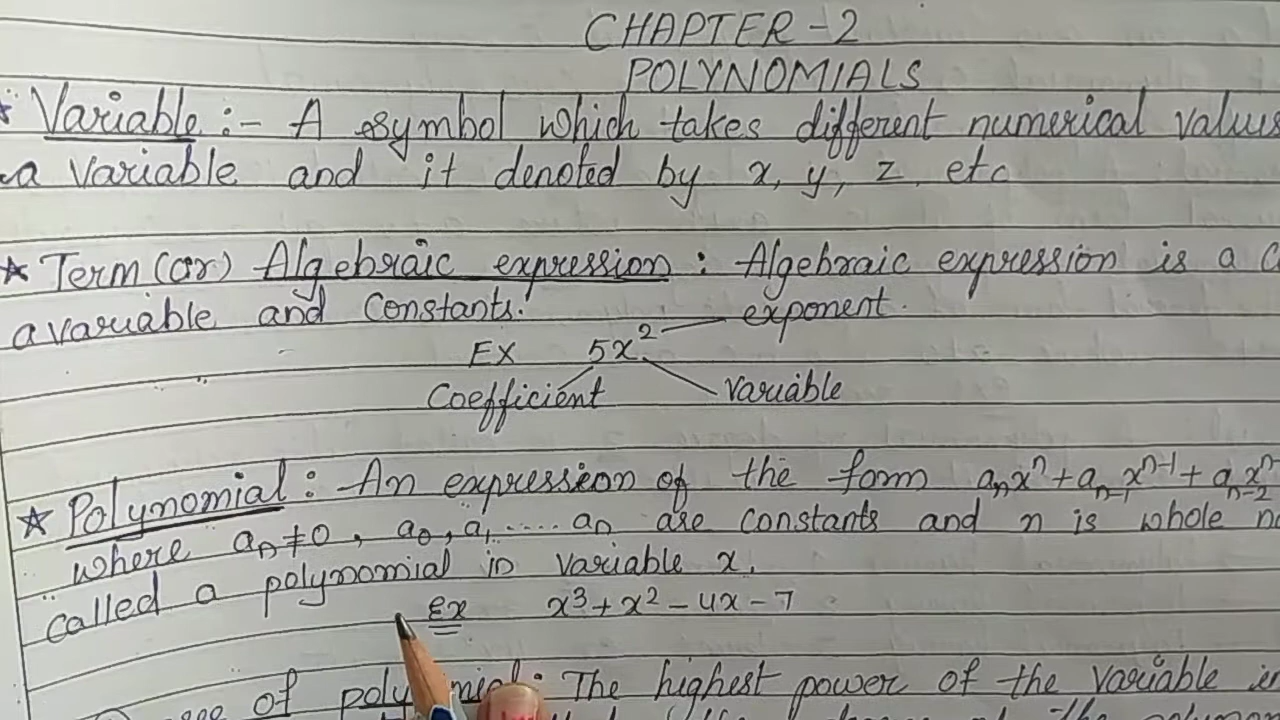 CHAPTER - 2
POLYNOMIALS
* Variable :- A symbol which takes different numerical values
a variable and it denoted by x, y, z etc
* Term (or) Algebraic expression : Algebraic expression is a
a variable and constants.
exponent.
EX 5x²
Coefficient variable
* Polynomial : An expression of the form aₙxⁿ + aₙ₋₁xⁿ⁻¹ + aₙ₋₂xⁿ⁻
where aₙ ≠ 0, a₀, a₁ ..... aₙ are constants and n is whole
called a polynomial in variable x.
Ex x³ + x² - 4x - 7
of polynomial : The highest power of the variable in